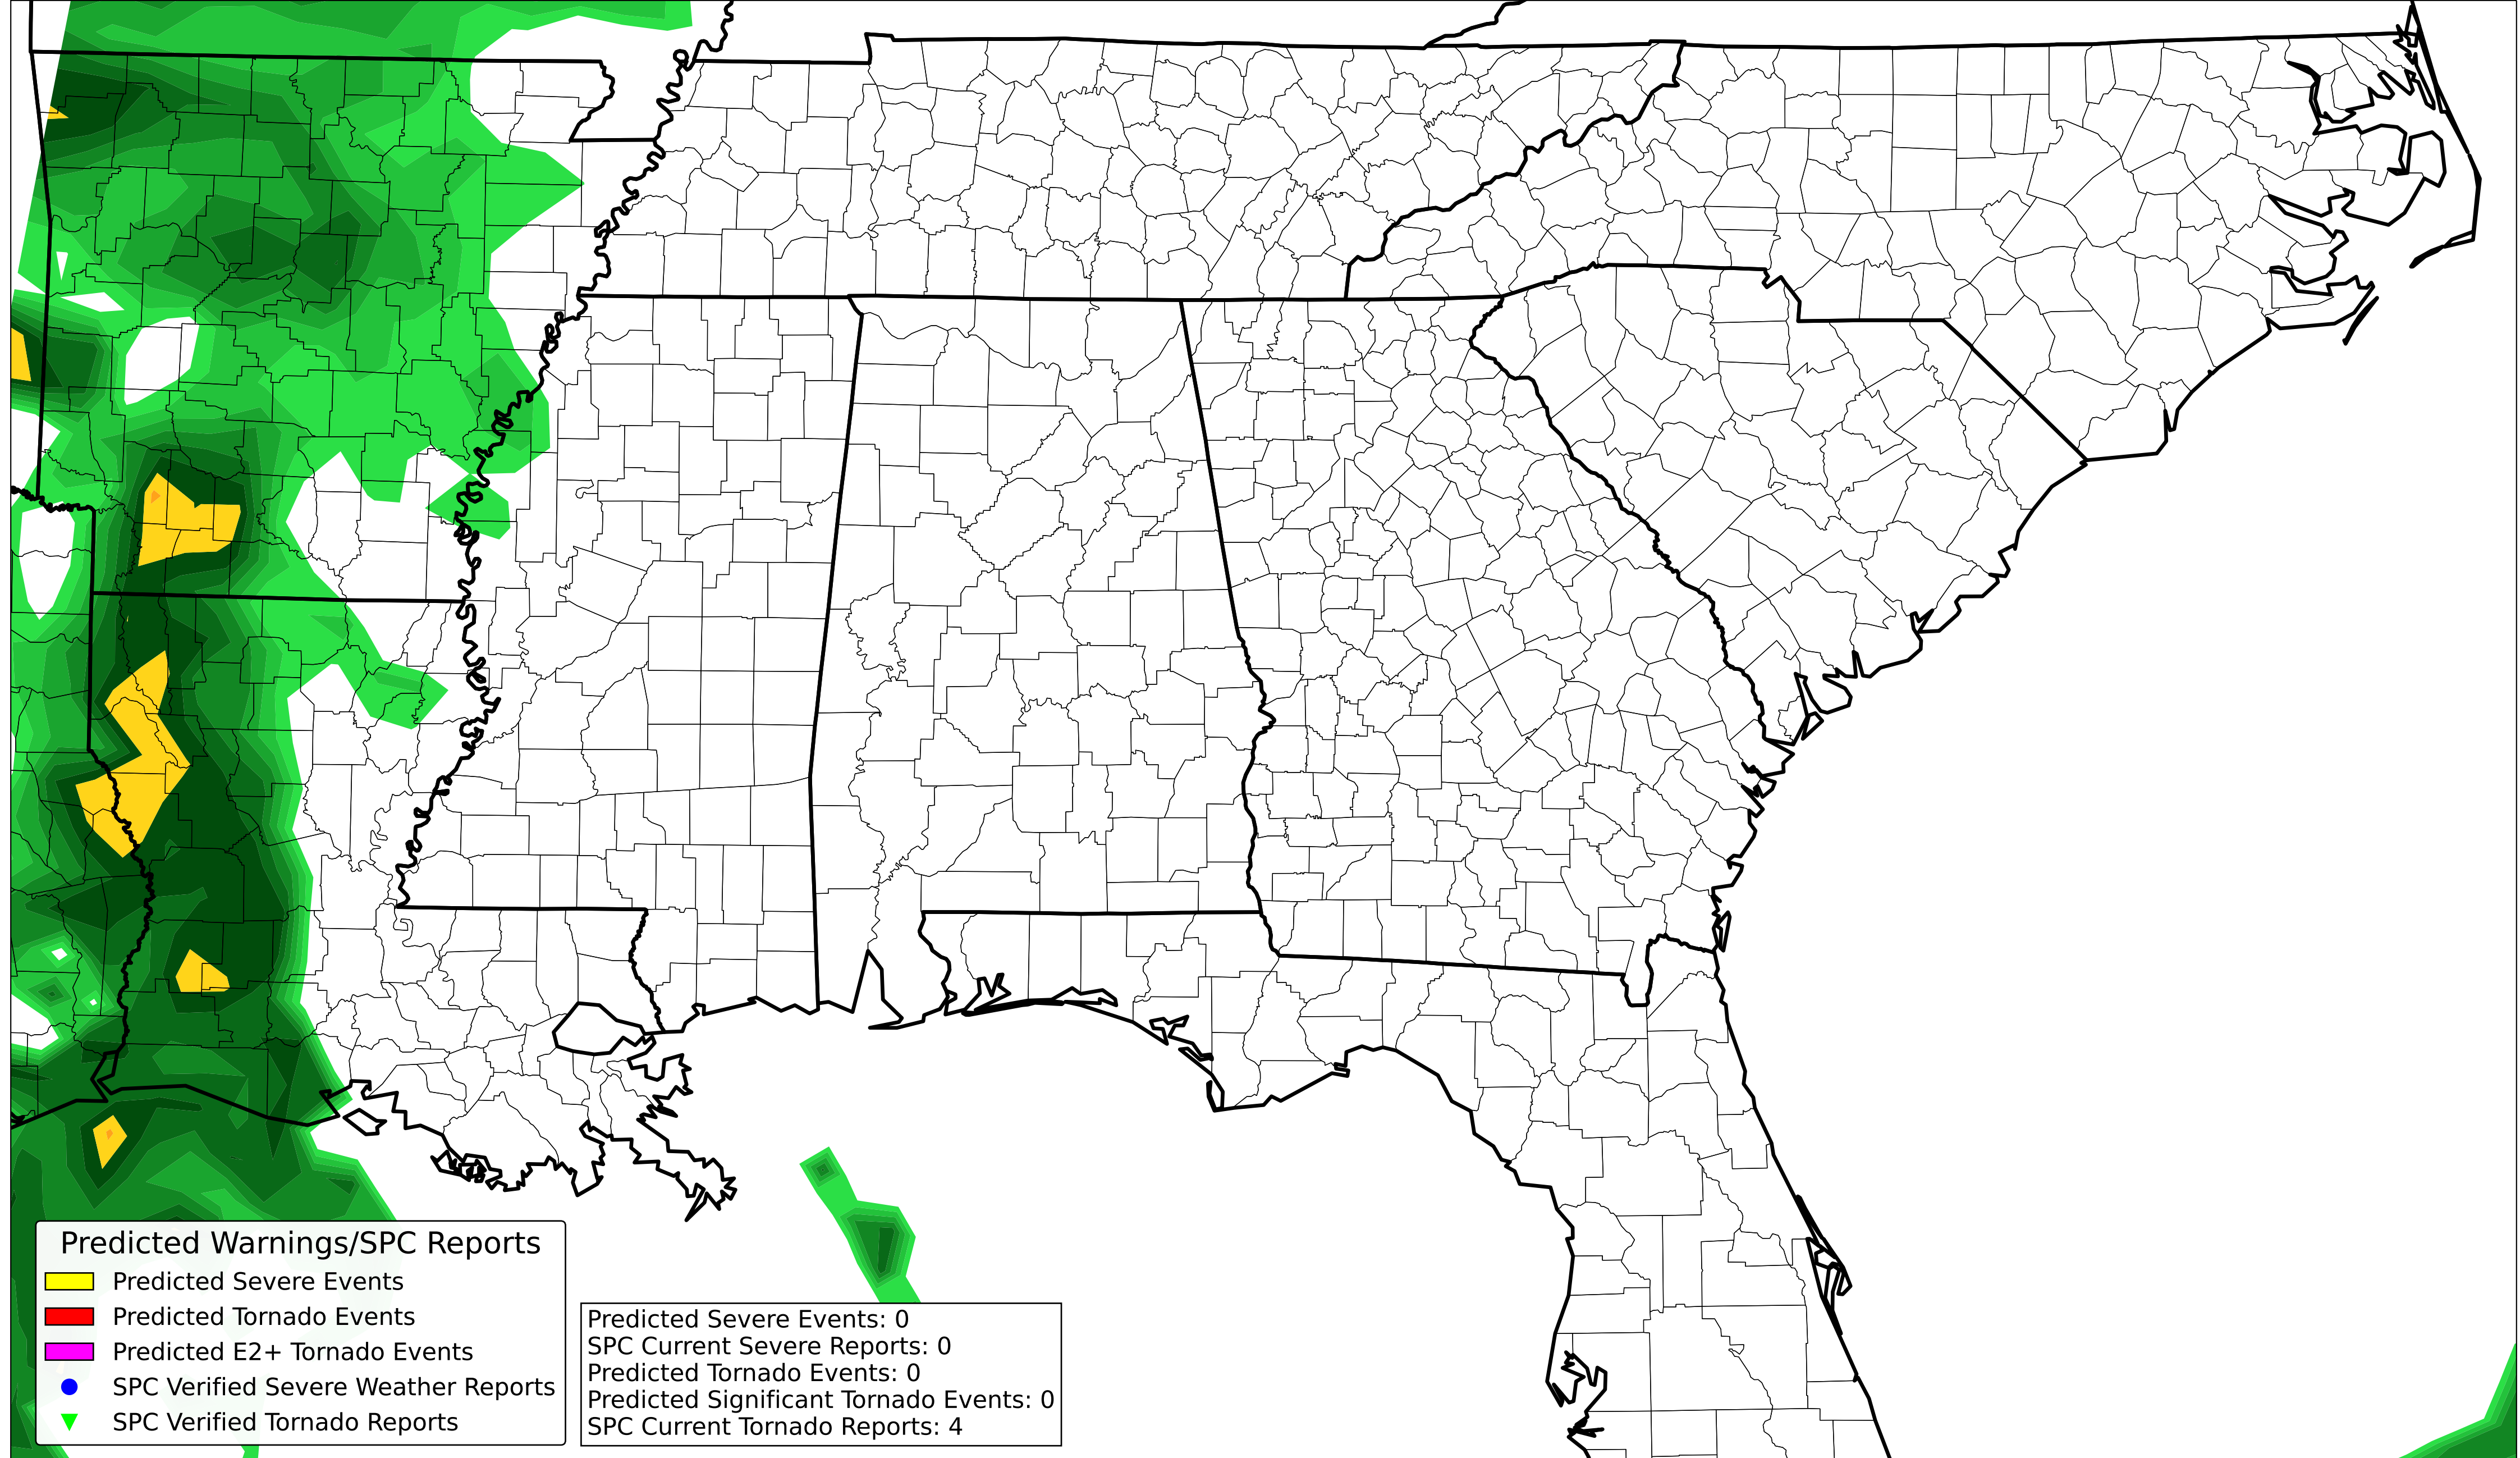 Predicted Warnings/SPC Reports
Predicted Severe Events
Predicted Tornado Events
Predicted E2+ Tornado Events
SPC Verified Severe Weather Reports
SPC Verified Tornado Reports
Predicted Severe Events: 0
SPC Current Severe Reports: 0
Predicted Tornado Events: 0
Predicted Significant Tornado Events: 0
SPC Current Tornado Reports: 4